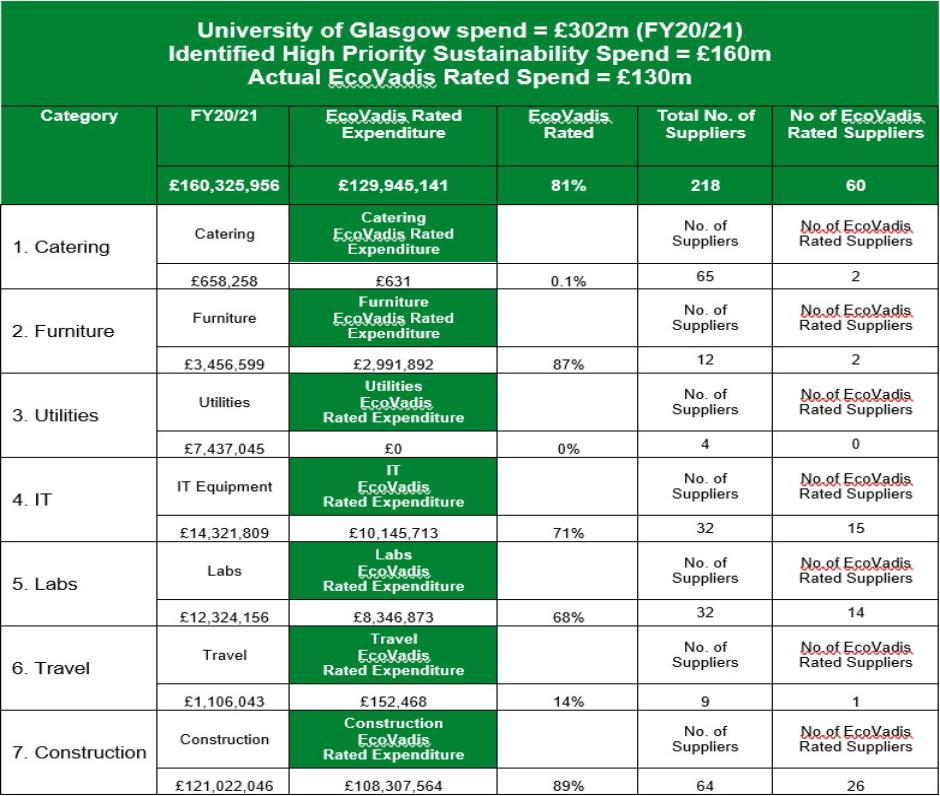 University of Glasgow spend = £302m (FY20/21)
Identified High Priority Sustainability Spend = £160m
Actual EcoVadis Rated Spend = £130m
Category
FY20/21
EcoVadis Rated
Expenditure
EcoVadis
Rated
Total No. of
Suppliers
No of EcoVadis
Rated Suppliers
£160,325,956
£129,945,141
81%
218
60
1. Catering
Catering
Catering
EcoVadis Rated
Expenditure
No. of
Suppliers
No.of EcoVadis
Rated Suppliers
£658,258
£631
0.1%
65
2
2. Furniture
Furniture
Furniture
EcoVadis Rated
Expenditure
No. of
Suppliers
No.of EcoVadis
Rated Suppliers
£3,456,599
£2,991,892
87%
12
2
3. Utilities
Utilities
Utilities
EcoVadis
Rated Expenditure
No. of
Suppliers
No.of EcoVadis
Rated Suppliers
£7,437,045
£0
0%
4
0
4. IT
IT Equipment
IT
EcoVadis
Rated Expenditure
No. of
Suppliers
No.of EcoVadis
Rated Suppliers
£14,321,809
£10,145,713
71%
32
15
5. Labs
Labs
Labs
EcoVadis
Rated Expenditure
No. of
Suppliers
No.of EcoVadis
Rated Suppliers
£12,324,156
£8,346,873
68%
32
14
6. Travel
Travel
Travel
EcoVadis
Rated Expenditure
No. of
Suppliers
No.of EcoVadis
Rated Suppliers
£1,106,043
£152,468
14%
9
1
7. Construction
Construction
Construction
EcoVadis
Rated Expenditure
No. of
Suppliers
No.of EcoVadis
Rated Suppliers
£121,022,046
£108,307,564
89%
64
26